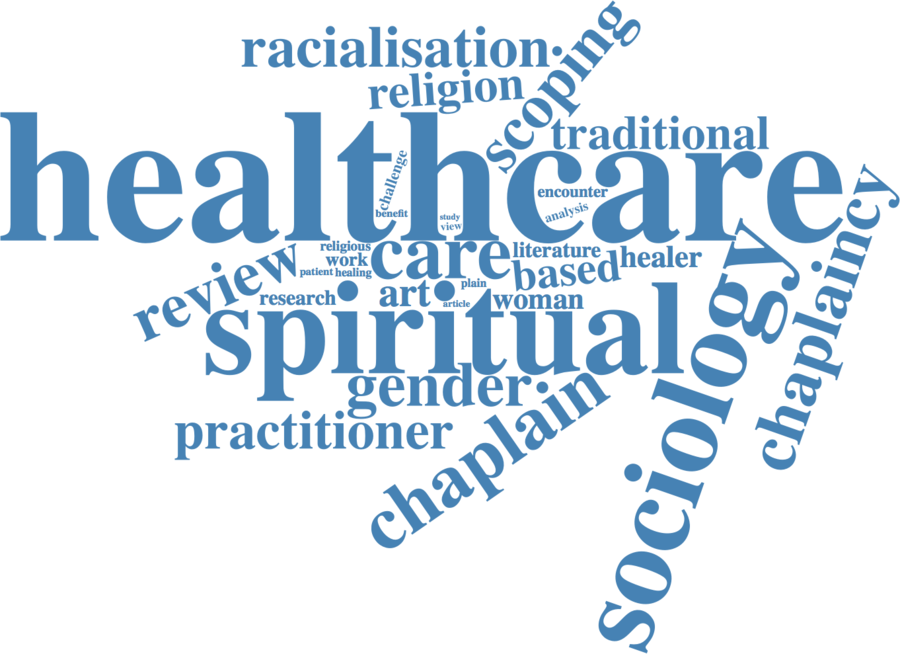 racialisation.
scoping
religion
traditional
healthcare
challenge
encounter
benefit
study
analysis
view
chaplaincy
religious
care
literature
healer
work
review
patient
healing
based
plain
research
art
article
woman
spiritual
sociology
gender.
chaplain
practitioner